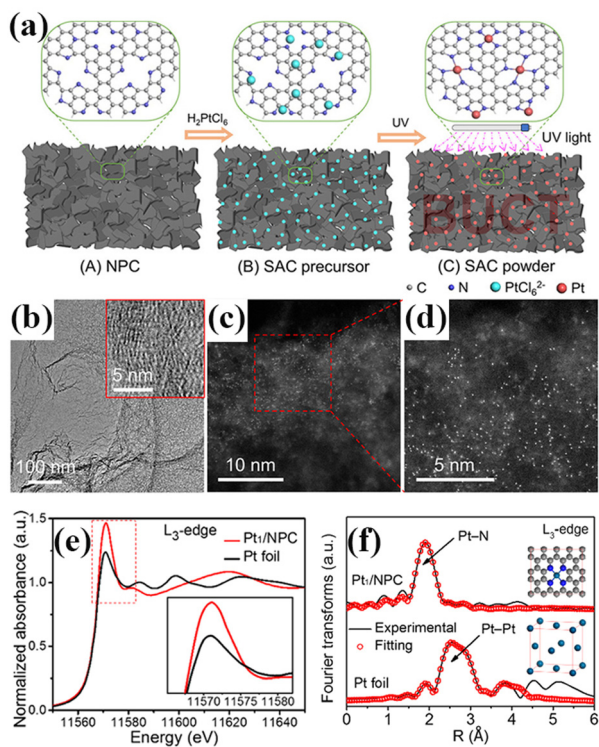 (a)
H₂PtCl₆
UV
UV light
BUCT
(A) NPC
(B) SAC precursor
(C) SAC powder
C
N
PtCl₆²⁻
Pt
(b)
5 nm
100 nm
(c)
10 nm
(d)
5 nm
(e)
L₃-edge
Pt₁/NPC
Pt foil
Normalized absorbance (a.u.)
1.5
1.0
0.5
0.0
11570 11575 11580
11560 11580 11600 11620 11640
Energy (eV)
(f)
L₃-edge
Pt–N
Pt₁/NPC
Experimental
Fitting
Pt–Pt
Pt foil
Fourier transforms (a.u.)
0 1 2 3 4 5 6
R (Å)